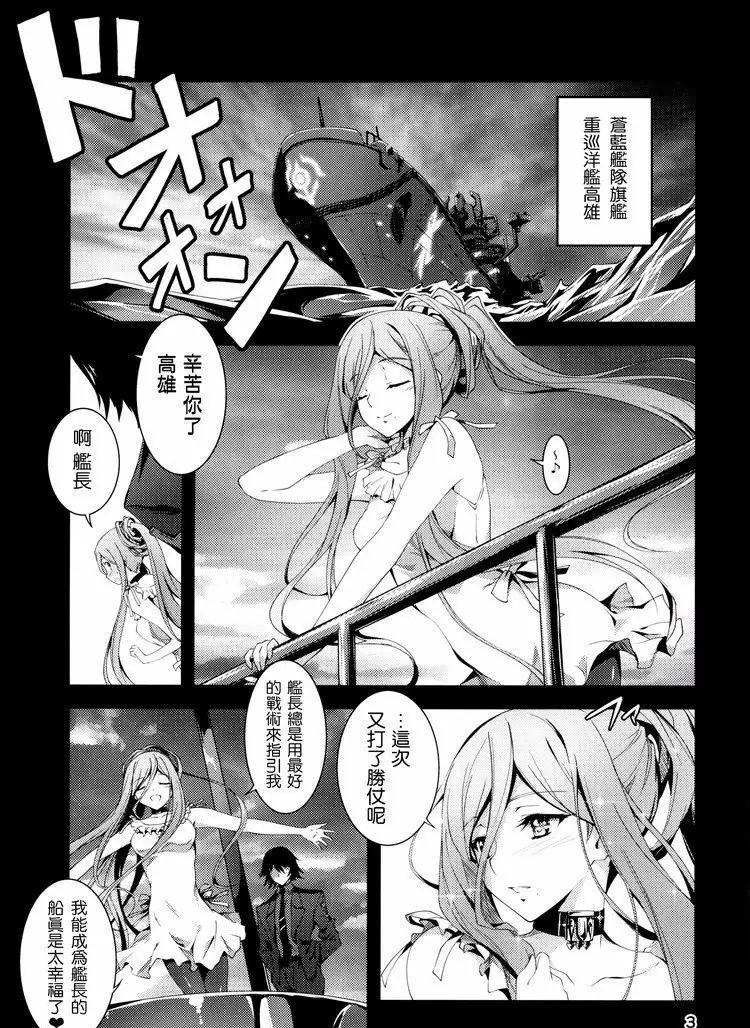 蒼藍艦隊旗艦
重巡洋艦高雄
ドオオオン
♪
辛苦你了
高雄
啊 艦長
…這次
又打了勝仗呢
艦長總是用最好
的戰術來指引我
我能成爲艦長的
船眞是太幸福了♥
3